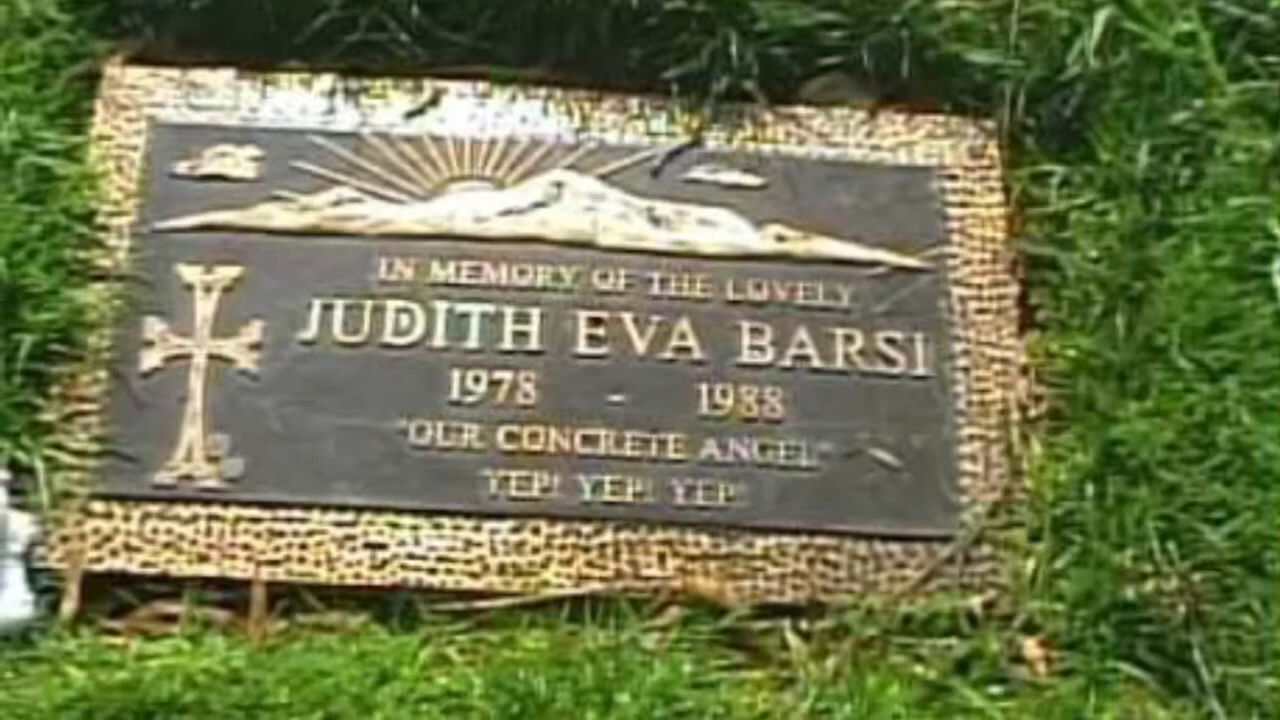 IN MEMORY OF THE LOVELY
JUDITH EVA BARSI
1978 - 1988
"OUR CONCRETE ANGEL"
YEP! YEP! YEP!